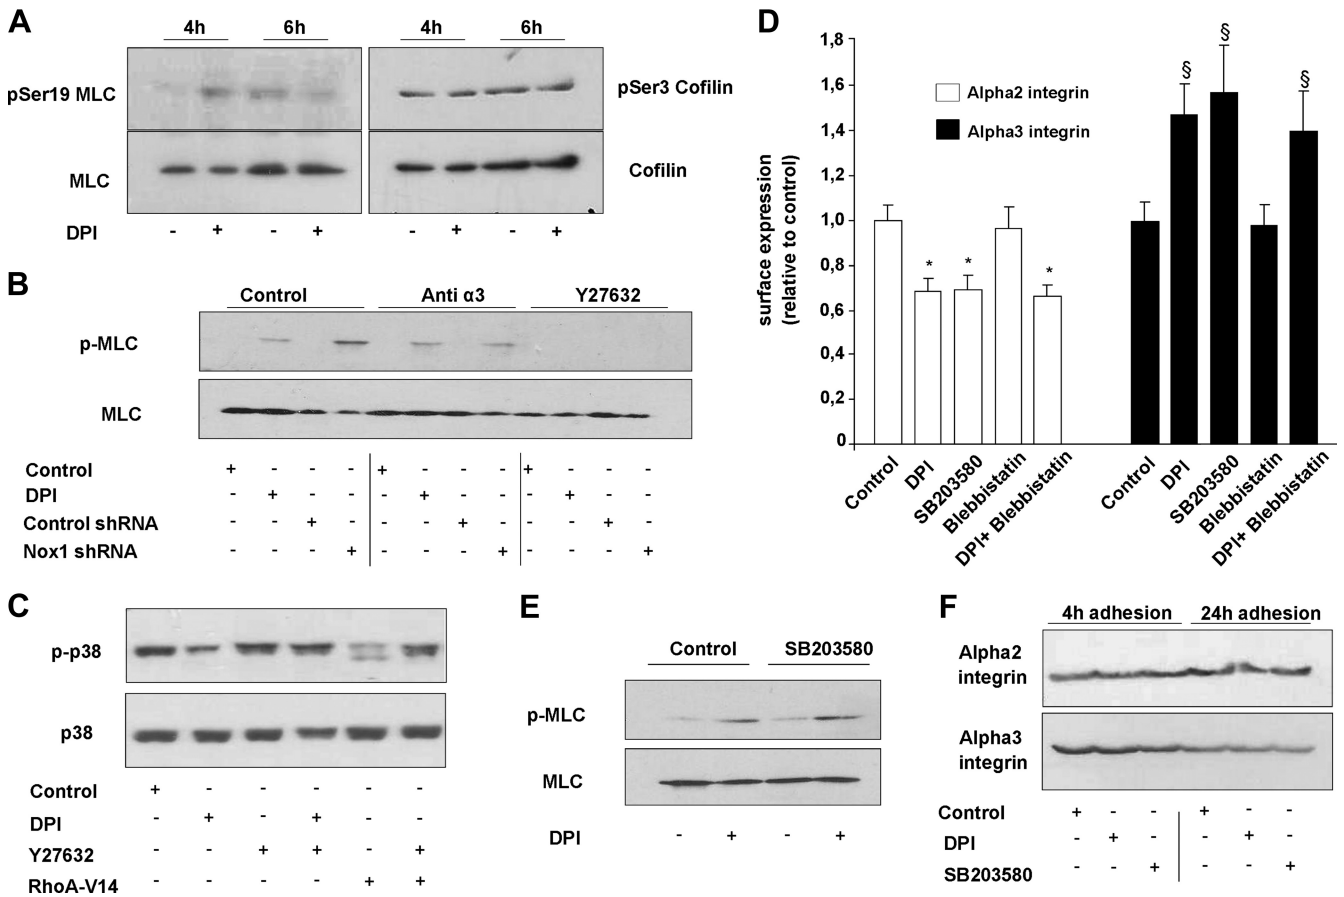 A
4h 6h 4h 6h
pSer19 MLC
pSer3 Cofilin
MLC
Cofilin
DPI - + - + - + - +
B
Control Anti α3 Y27632
p-MLC
MLC
Control + - - - + - - - + - - -
DPI - + - - - + - - - + - -
Control shRNA - - + - - - + - - - + -
Nox1 shRNA - - - + - - - + - - - +
C
p-p38
p38
Control + - - - - -
DPI - + - + - -
Y27632 - - + + - +
RhoA-V14 - - - - + +
D
surface expression
(relative to control)
1,8
1,6
1,4
1,2
1,0
0,8
0,6
0,4
0,2
0
Alpha2 integrin
Alpha3 integrin
* * *
§ § §
Control
DPI
SB203580
Blebbistatin
DPI+ Blebbistatin
Control
DPI
SB203580
Blebbistatin
DPI+ Blebbistatin
E
Control SB203580
p-MLC
MLC
DPI - + - +
F
4h adhesion 24h adhesion
Alpha2
integrin
Alpha3
integrin
Control + - - + - -
DPI - + - - + -
SB203580 - - + - - +